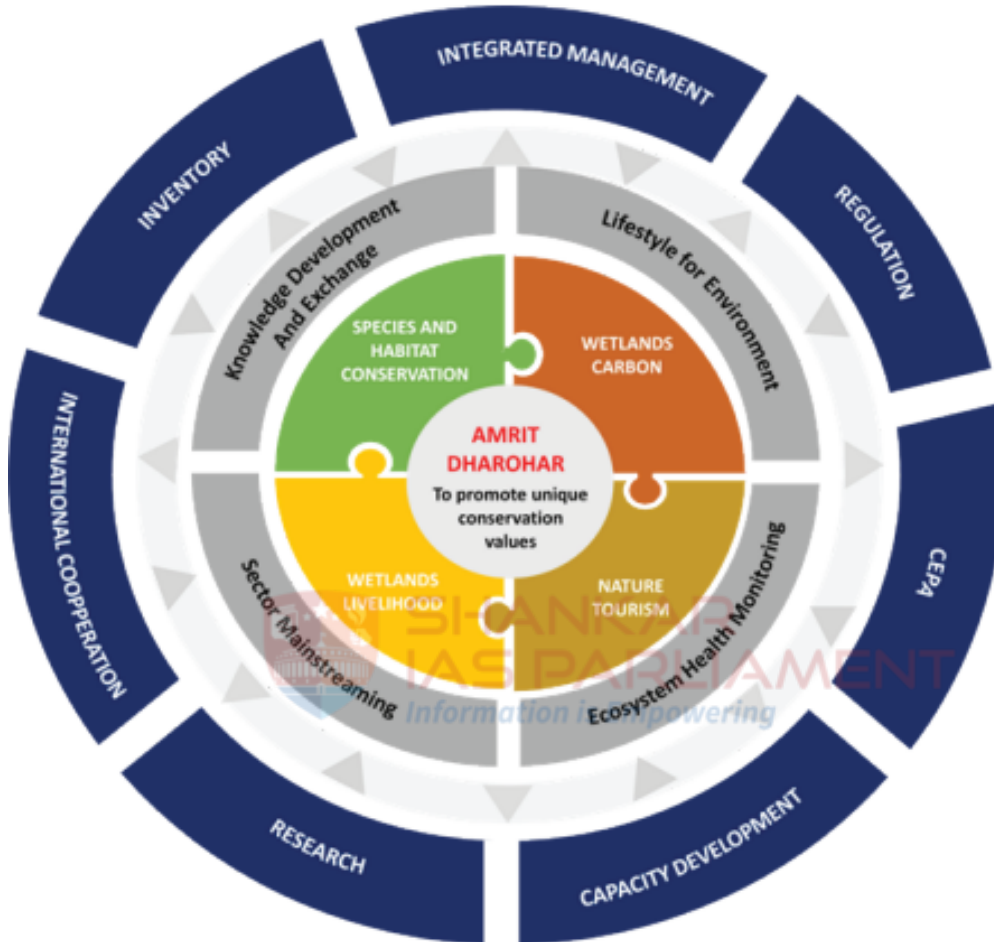 INTEGRATED MANAGEMENT
REGULATION
CEPA
CAPACITY DEVELOPMENT
RESEARCH
INTERNATIONAL COOPPERATION
INVENTORY
Knowledge Development
And Exchange
Lifestyle for Environment
Ecosystem Health Monitoring
Sector Mainstreaming
SPECIES AND
HABITAT
CONSERVATION
WETLANDS
CARBON
NATURE
TOURISM
WETLANDS
LIVELIHOOD
AMRIT
DHAROHAR
To promote unique
conservation
values
SHANKAR
IAS PARLIAMENT
Information is Empowering